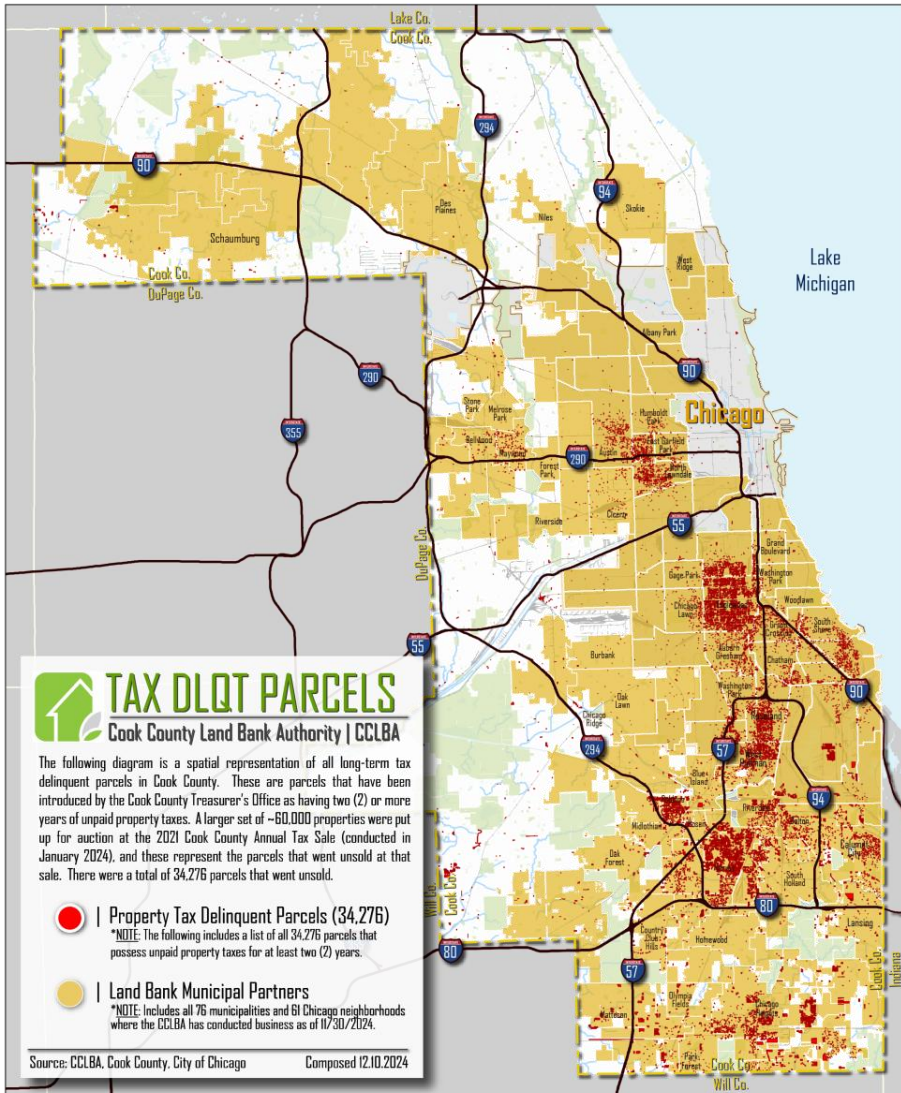 Lake Co.
Cook Co.
294
90
94
Des
Plaines
Niles
Skokie
Schaumburg
West
Ridge
Lake
Michigan
Cook Co.
DuPage Co.
Albany Park
290
90
355
Stone
Park
Melrose
Park
Humboldt
Park
Chicago
Bellwood
Maywood
Austin
East Garfield
Park
Forest
Park
290
North
Lawndale
Riverside
Cicero
55
DuPage Co.
Grand
Boulevard
Gage Park
Washington
Park
Chicago
Lawn
Englewood
Woodlawn
Greater
Crossing
South
Shore
55
Burbank
Auburn
Gresham
Chatham
90
Oak
Lawn
Washington
Park
Chicago
Ridge
Roseland
294
57
Pullman
Blue
Island
94
Riverdale
Midlothian
Dolton
Calumet
City
Oak
Forest
South
Holland
Will Co.
Cook Co.
80
Lansing
Country
Club
Hills
Homewood
80
57
Cook Co.
Indiana
Olympia
Fields
Chicago
Heights
Matteson
Park
Forest
Cook Co.
Will Co.
TAX DLQT PARCELS
Cook County Land Bank Authority | CCLBA
The following diagram is a spatial representation of all long-term tax
delinquent parcels in Cook County. These are parcels that have been
introduced by the Cook County Treasurer's Office as having two (2) or more
years of unpaid property taxes. A larger set of ~60,000 properties were put
up for auction at the 2021 Cook County Annual Tax Sale (conducted in
January 2024), and these represent the parcels that went unsold at that
sale. There were a total of 34,276 parcels that went unsold.
| Property Tax Delinquent Parcels (34,276)
*NOTE: The following includes a list of all 34,276 parcels that
possess unpaid property taxes for at least two (2) years.
| Land Bank Municipal Partners
*NOTE: Includes all 76 municipalities and 61 Chicago neighborhoods
where the CCLBA has conducted business as of 11/30/2024.
Source: CCLBA, Cook County, City of Chicago
Composed 12.10.2024